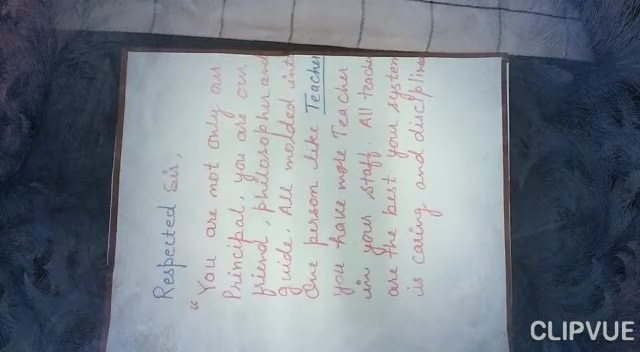 Respected Sir,
"You are not only our
Principal, you are our
friend, philosopher and
guide. All molded into
One person like Teacher
you have more Teacher
in your staff. All teache
are the best your system
is caring and discipline
CLIPVUE